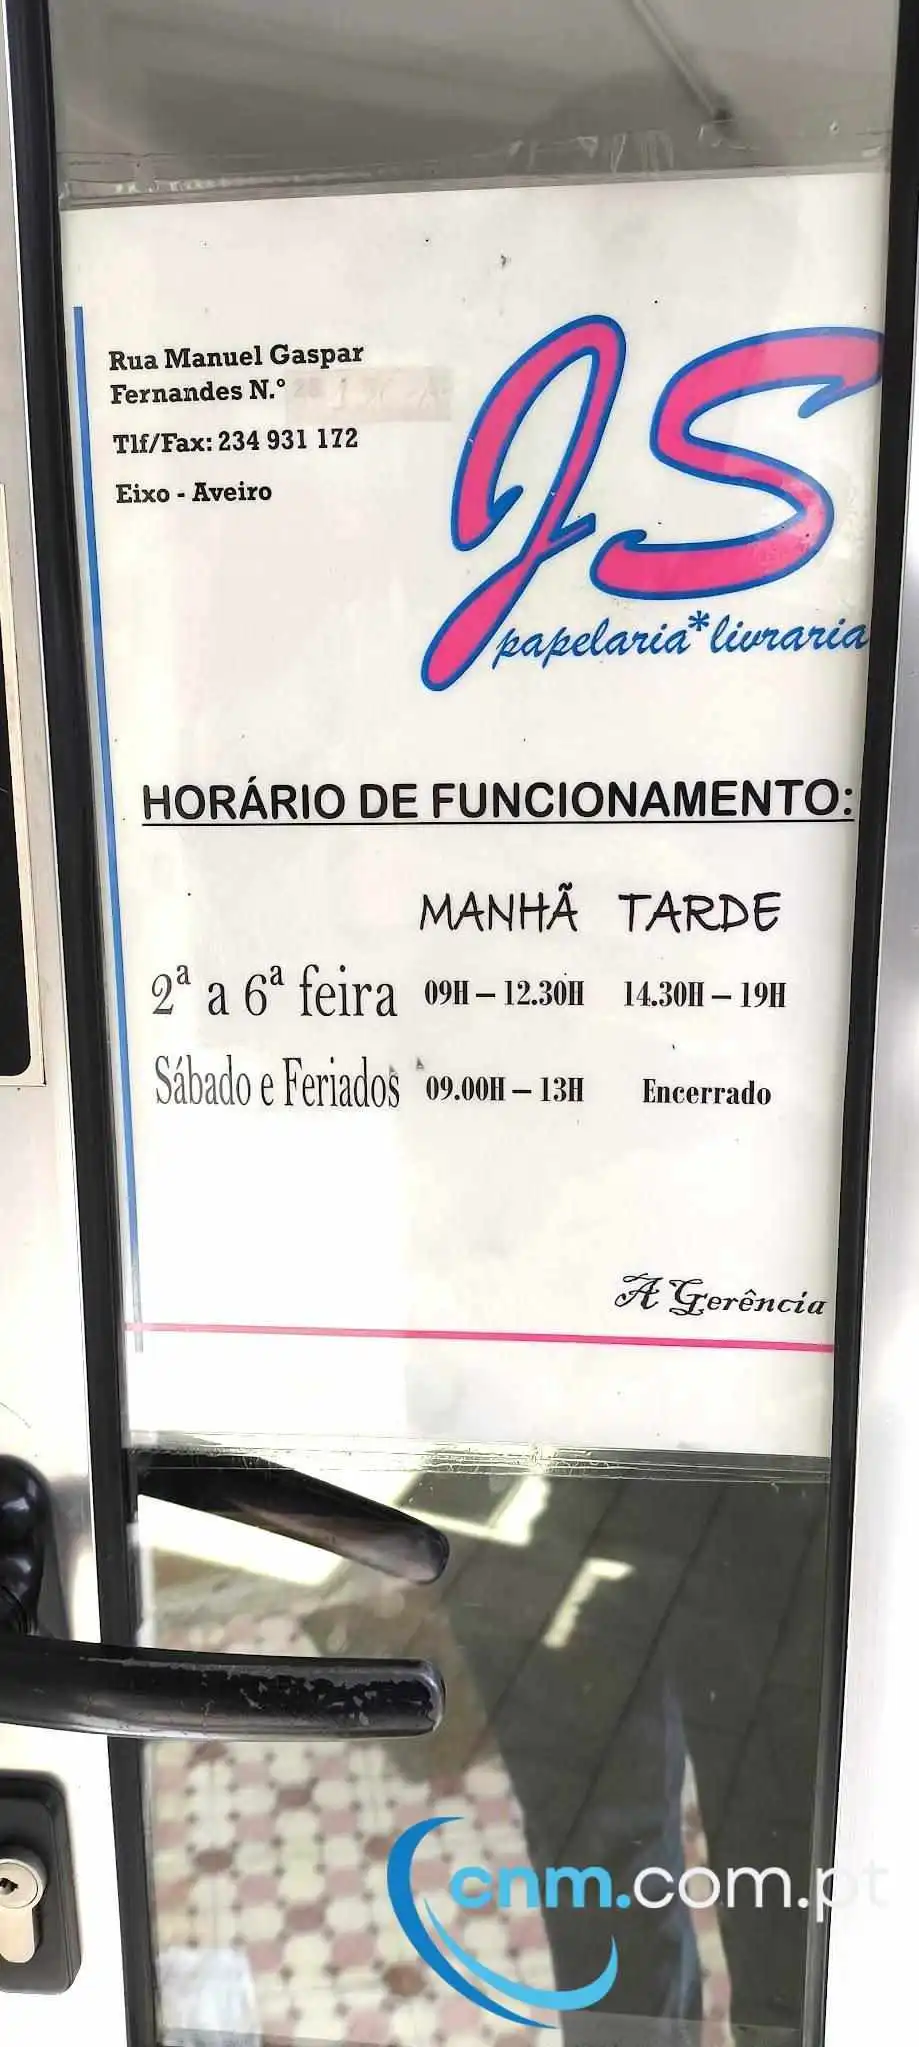 Rua Manuel Gaspar
Fernandes N.º
Tlf/Fax: 234 931 172
Eixo - Aveiro
JS
papelaria*livraria
HORÁRIO DE FUNCIONAMENTO:
MANHÃ TARDE
2ª a 6ª feira 09H – 12.30H 14.30H – 19H
Sábado e Feriados 09.00H – 13H Encerrado
A Gerência
cnm.com.pt